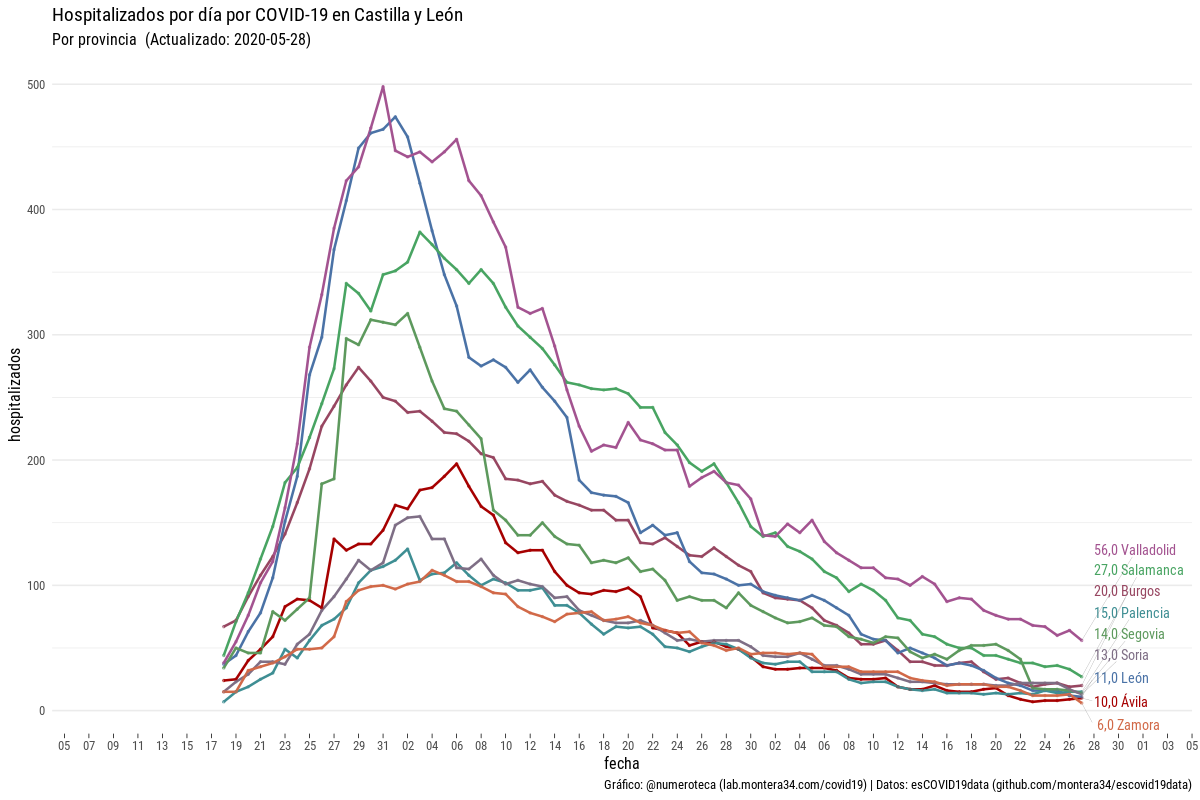 Hospitalizados por día por COVID-19 en Castilla y León
Por provincia (Actualizado: 2020-05-28)
500
400
300
200
100
0
hospitalizados
56,0 Valladolid
27,0 Salamanca
20,0 Burgos
15,0 Palencia
14,0 Segovia
13,0 Soria
11,0 León
10,0 Ávila
6,0 Zamora
05 07 09 11 13 15 17 19 21 23 25 27 29 31 02 04 06 08 10 12 14 16 18 20 22 24 26 28 30 02 04 06 08 10 12 14 16 18 20 22 24 26 28 30 01 03 05
fecha
Gráfico: @numeroteca (lab.montera34.com/covid19) | Datos: esCOVID19data (github.com/montera34/escovid19data)